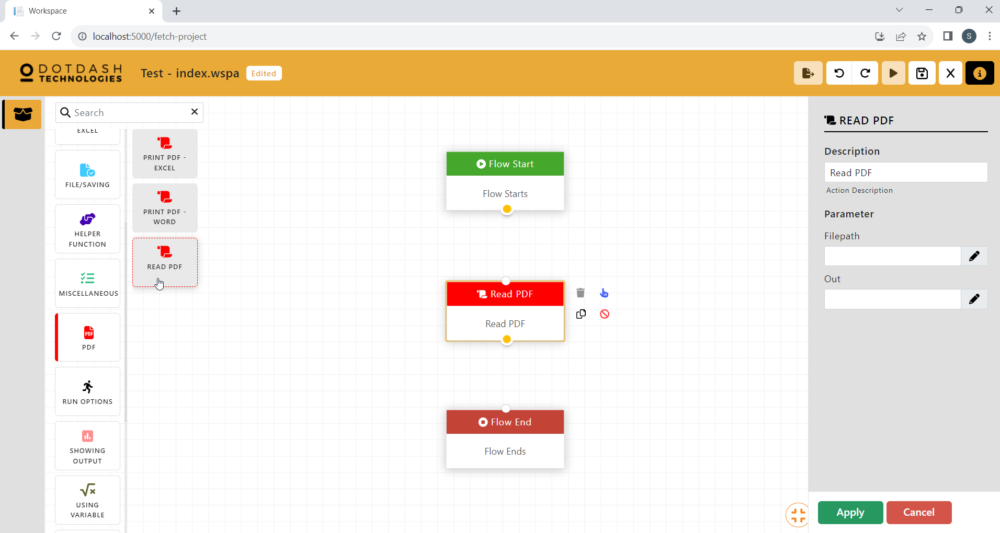 Workspace
localhost:5000/fetch-project
S
DOTDASH
TECHNOLOGIES
Test - index.wspa
Edited
Search
EXCEL
FILE/SAVING
HELPER
FUNCTION
MISCELLANEOUS
PDF
PDF
RUN OPTIONS
SHOWING
OUTPUT
USING
VARIABLE
PRINT PDF -
EXCEL
PRINT PDF -
WORD
READ PDF
Flow Start
Flow Starts
Read PDF
Read PDF
Flow End
Flow Ends
READ PDF
Description
Read PDF
Action Description
Parameter
Filepath
Out
Apply
Cancel